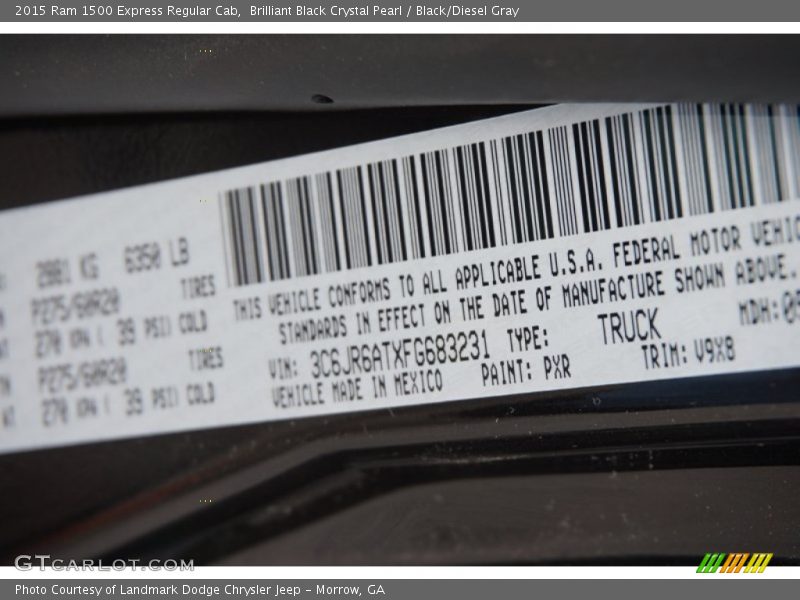 2015 Ram 1500 Express Regular Cab, Brilliant Black Crystal Pearl / Black/Diesel Gray
2881 KG 6350 LB
TIRES
P275/60R20
270 KPA ( 39 PSI) COLD
TIRES
P275/60R20
270 KPA ( 39 PSI) COLD
THIS VEHICLE CONFORMS TO ALL APPLICABLE U.S.A. FEDERAL MOTOR VEHIC
STANDARDS IN EFFECT ON THE DATE OF MANUFACTURE SHOWN ABOVE.
VIN: 3C6JR6ATXFG683231 TYPE: TRUCK MDH:
VEHICLE MADE IN MEXICO PAINT: PXR TRIM: V9X8
GTCARLOT.COM
Photo Courtesy of Landmark Dodge Chrysler Jeep – Morrow, GA